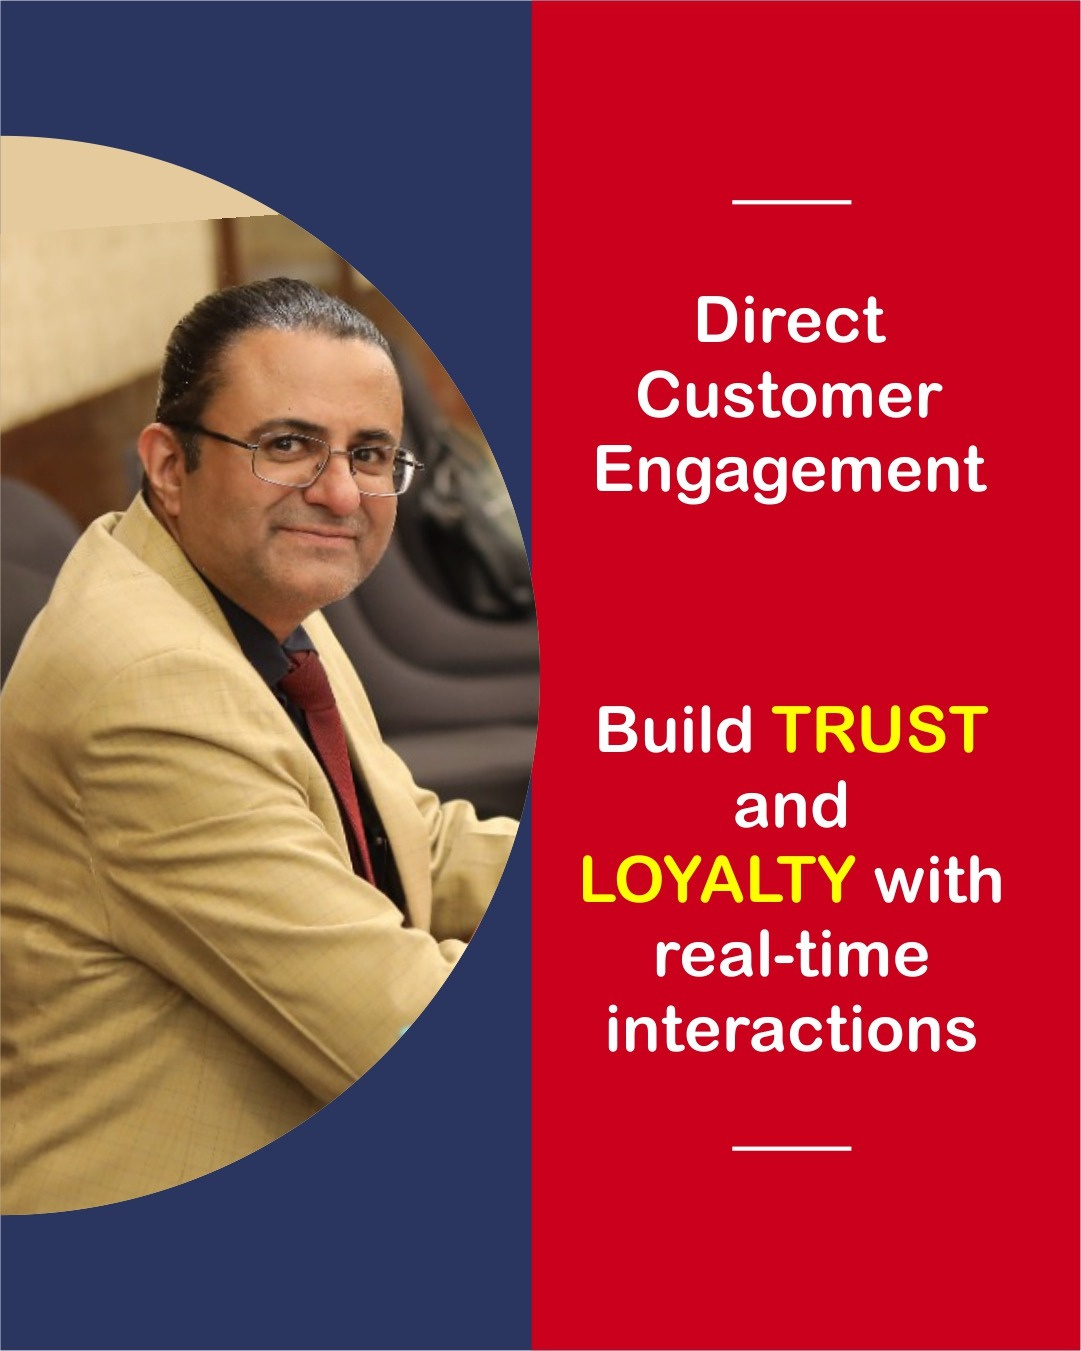 Direct
Customer
Engagement
Build TRUST
and
LOYALTY with
real-time
interactions